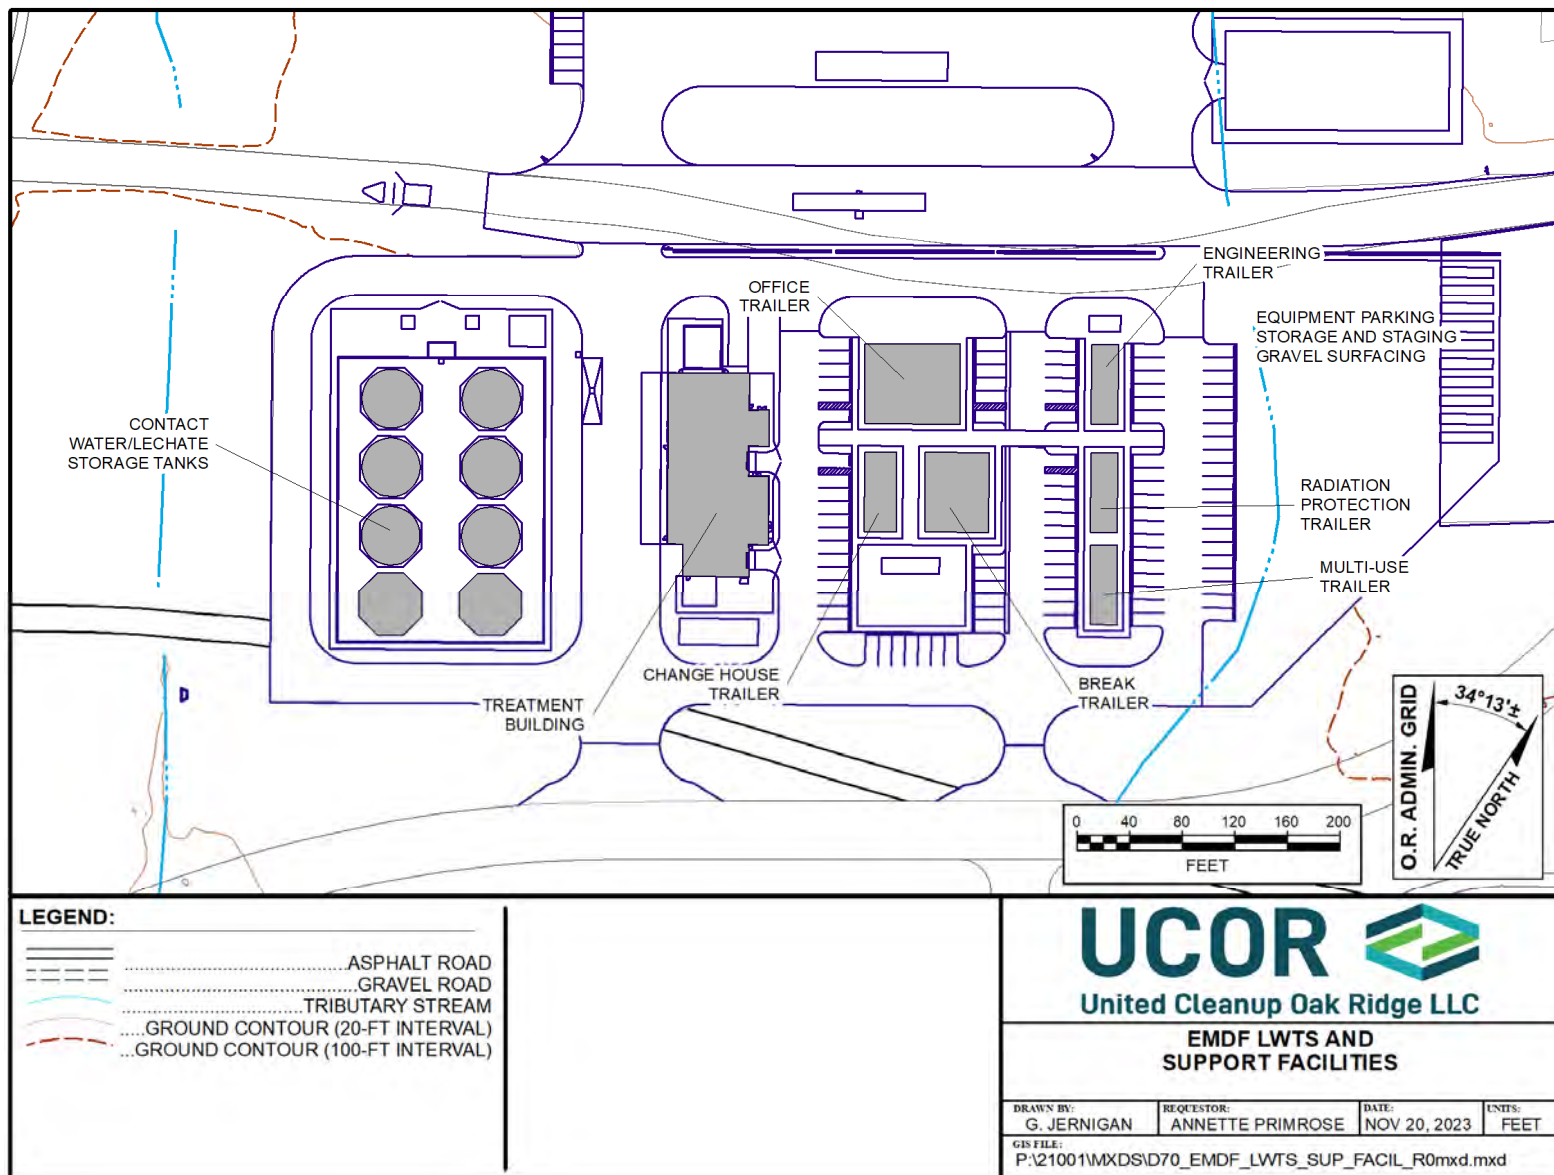 ENGINEERING
TRAILER
OFFICE
TRAILER
EQUIPMENT PARKING
STORAGE AND STAGING
GRAVEL SURFACING
CONTACT
WATER/LECHATE
STORAGE TANKS
RADIATION
PROTECTION
TRAILER
MULTI-USE
TRAILER
CHANGE HOUSE
TRAILER
BREAK
TRAILER
TREATMENT
BUILDING
O.R. ADMIN. GRID
34°13'±
TRUE NORTH
0 40 80 120 160 200
FEET
LEGEND:
..........ASPHALT ROAD
..........GRAVEL ROAD
..........TRIBUTARY STREAM
.....GROUND CONTOUR (20-FT INTERVAL)
...GROUND CONTOUR (100-FT INTERVAL)
UCOR
United Cleanup Oak Ridge LLC
EMDF LWTS AND
SUPPORT FACILITIES
DRAWN BY: REQUESTOR: DATE: UNITS:
G. JERNIGAN ANNETTE PRIMROSE NOV 20, 2023 FEET
GIS FILE:
P:\21001\MXDS\D70_EMDF_LWTS_SUP_FACIL_R0mxd.mxd